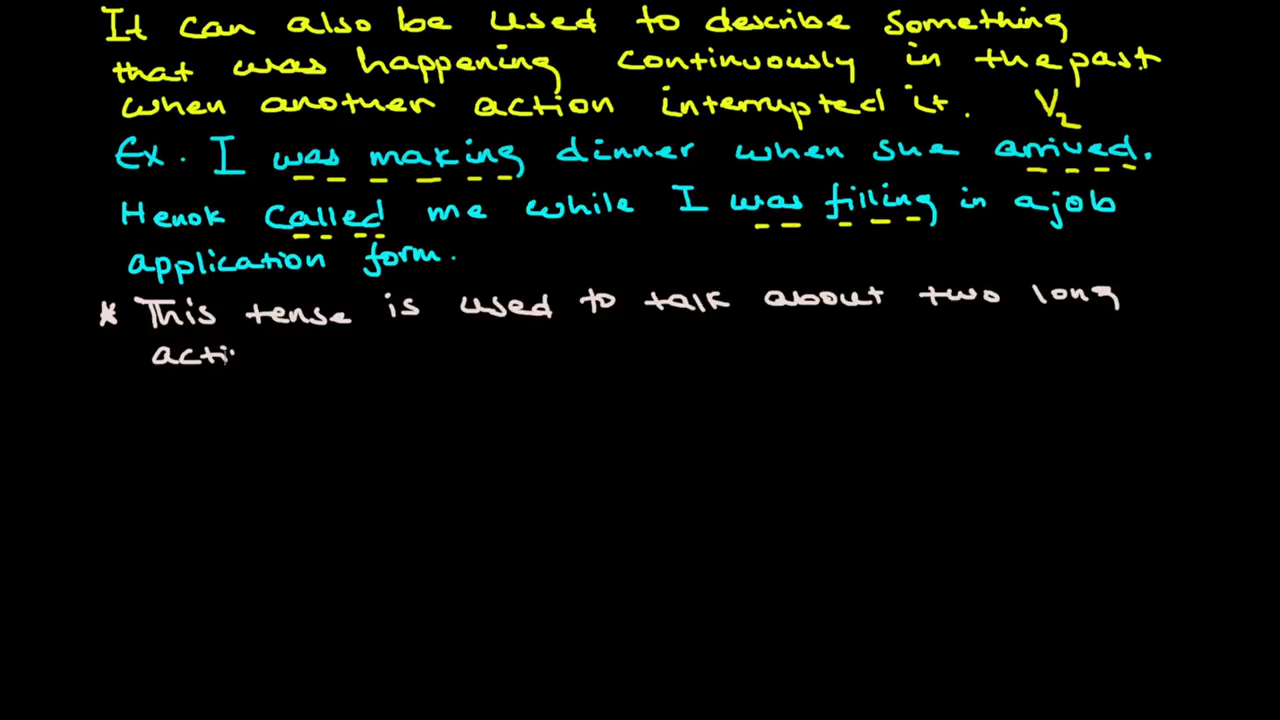 It can also be used to describe something
that was happening continuously in the past
when another action interrupted it. V2
Ex. I was making dinner when she arrived.
Henok called me while I was filling in a job
application form.
* This tense is used to talk about two long
acti